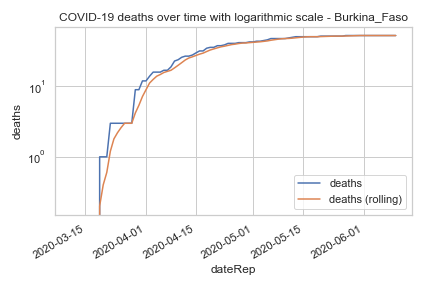 COVID-19 deaths over time with logarithmic scale - Burkina_Faso
deaths
10¹
10⁰
deaths
deaths (rolling)
2020-03-15
2020-04-01
2020-04-15
2020-05-01
2020-05-15
2020-06-01
dateRep